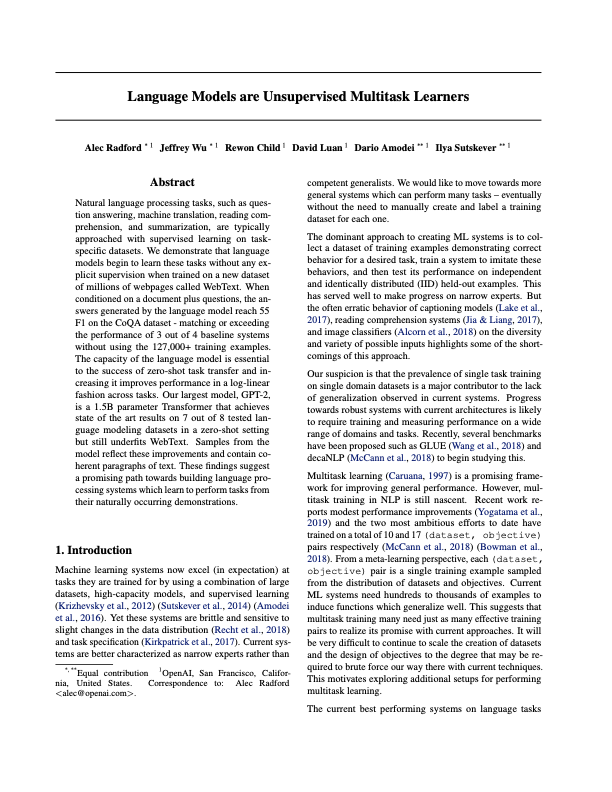 Language Models are Unsupervised Multitask Learners
Alec Radford * 1 Jeffrey Wu * 1 Rewon Child 1 David Luan 1 Dario Amodei ** 1 Ilya Sutskever ** 1
Abstract
Natural language processing tasks, such as ques-
tion answering, machine translation, reading com-
prehension, and summarization, are typically
approached with supervised learning on task-
specific datasets. We demonstrate that language
models begin to learn these tasks without any ex-
plicit supervision when trained on a new dataset
of millions of webpages called WebText. When
conditioned on a document plus questions, the an-
swers generated by the language model reach 55
F1 on the CoQA dataset - matching or exceeding
the performance of 3 out of 4 baseline systems
without using the 127,000+ training examples.
The capacity of the language model is essential
to the success of zero-shot task transfer and in-
creasing it improves performance in a log-linear
fashion across tasks. Our largest model, GPT-2,
is a 1.5B parameter Transformer that achieves
state of the art results on 7 out of 8 tested lan-
guage modeling datasets in a zero-shot setting
but still underfits WebText. Samples from the
model reflect these improvements and contain co-
herent paragraphs of text. These findings suggest
a promising path towards building language pro-
cessing systems which learn to perform tasks from
their naturally occurring demonstrations.
1. Introduction
Machine learning systems now excel (in expectation) at
tasks they are trained for by using a combination of large
datasets, high-capacity models, and supervised learning
(Krizhevsky et al., 2012) (Sutskever et al., 2014) (Amodei
et al., 2016). Yet these systems are brittle and sensitive to
slight changes in the data distribution (Recht et al., 2018)
and task specification (Kirkpatrick et al., 2017). Current sys-
tems are better characterized as narrow experts rather than
*, **Equal contribution 1OpenAI, San Francisco, Califor-
nia, United States. Correspondence to: Alec Radford
<alec@openai.com>.
competent generalists. We would like to move towards more
general systems which can perform many tasks – eventually
without the need to manually create and label a training
dataset for each one.
The dominant approach to creating ML systems is to col-
lect a dataset of training examples demonstrating correct
behavior for a desired task, train a system to imitate these
behaviors, and then test its performance on independent
and identically distributed (IID) held-out examples. This
has served well to make progress on narrow experts. But
the often erratic behavior of captioning models (Lake et al.,
2017), reading comprehension systems (Jia & Liang, 2017),
and image classifiers (Alcorn et al., 2018) on the diversity
and variety of possible inputs highlights some of the short-
comings of this approach.
Our suspicion is that the prevalence of single task training
on single domain datasets is a major contributor to the lack
of generalization observed in current systems. Progress
towards robust systems with current architectures is likely
to require training and measuring performance on a wide
range of domains and tasks. Recently, several benchmarks
have been proposed such as GLUE (Wang et al., 2018) and
decaNLP (McCann et al., 2018) to begin studying this.
Multitask learning (Caruana, 1997) is a promising frame-
work for improving general performance. However, mul-
titask training in NLP is still nascent. Recent work re-
ports modest performance improvements (Yogatama et al.,
2019) and the two most ambitious efforts to date have
trained on a total of 10 and 17 (dataset, objective)
pairs respectively (McCann et al., 2018) (Bowman et al.,
2018). From a meta-learning perspective, each (dataset,
objective) pair is a single training example sampled
from the distribution of datasets and objectives. Current
ML systems need hundreds to thousands of examples to
induce functions which generalize well. This suggests that
multitask training many need just as many effective training
pairs to realize its promise with current approaches. It will
be very difficult to continue to scale the creation of datasets
and the design of objectives to the degree that may be re-
quired to brute force our way there with current techniques.
This motivates exploring additional setups for performing
multitask learning.
The current best performing systems on language tasks